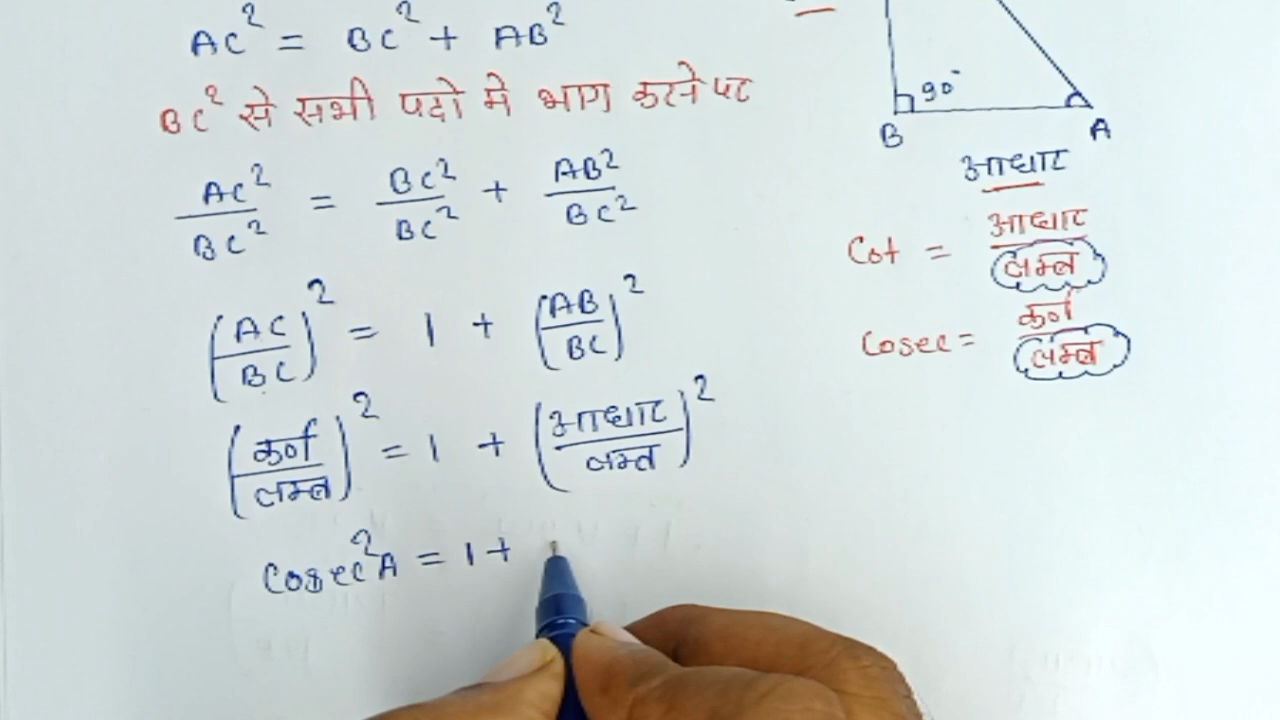 AC² = BC² + AB²
BC² से सभी पदो मे भाग करने पर
AC²/BC² = BC²/BC² + AB²/BC²
(AC/BC)² = 1 + (AB/BC)²
(कर्ण/लम्ब)² = 1 + (आधार/लम्ब)²
Cosec²A = 1 +
90°
B A
आधार
Cot = आधार/लम्ब
Cosec = कर्ण/लम्ब